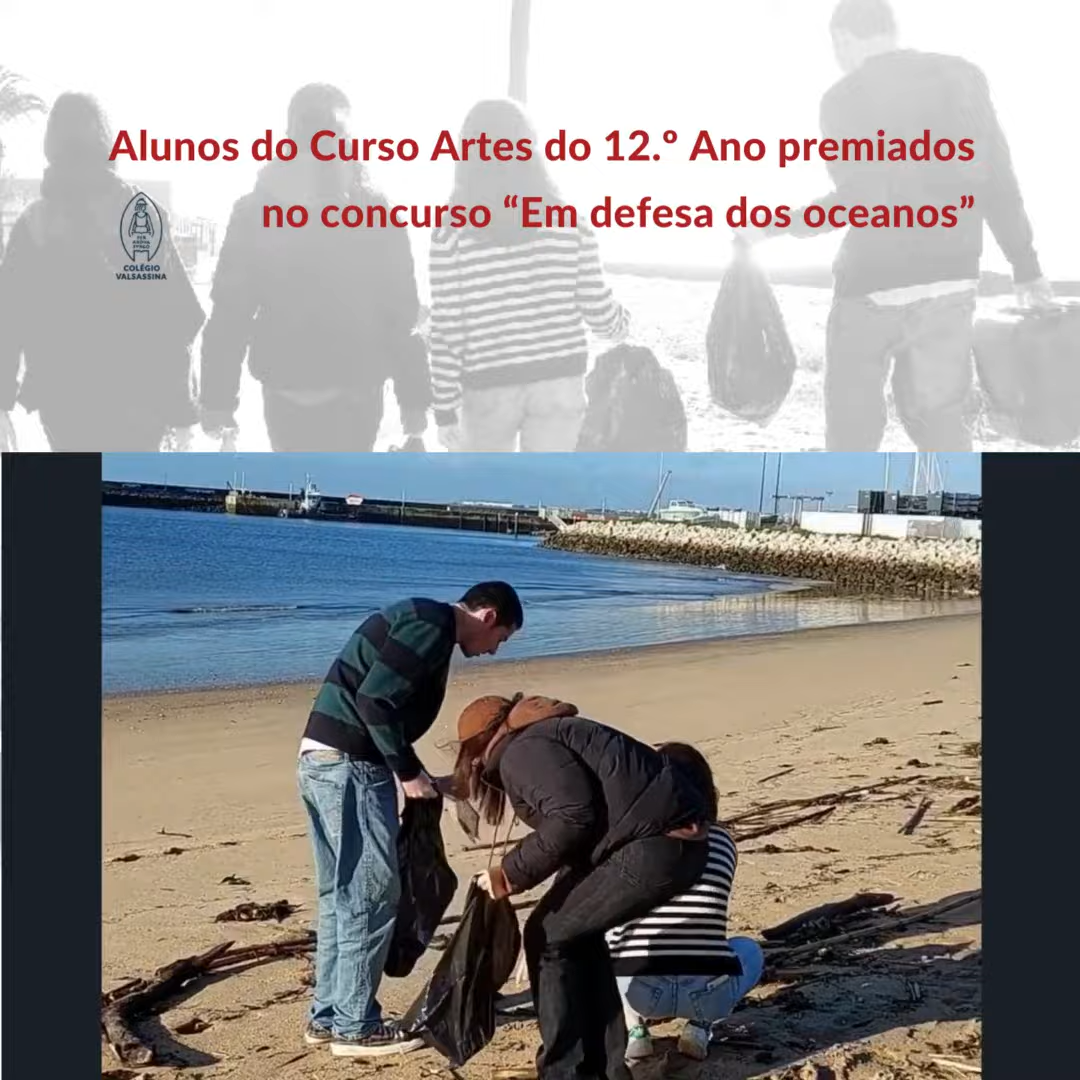 Alunos do Curso Artes do 12.º Ano premiados
no concurso “Em defesa dos oceanos”
COLÉGIO
VALSASSINA